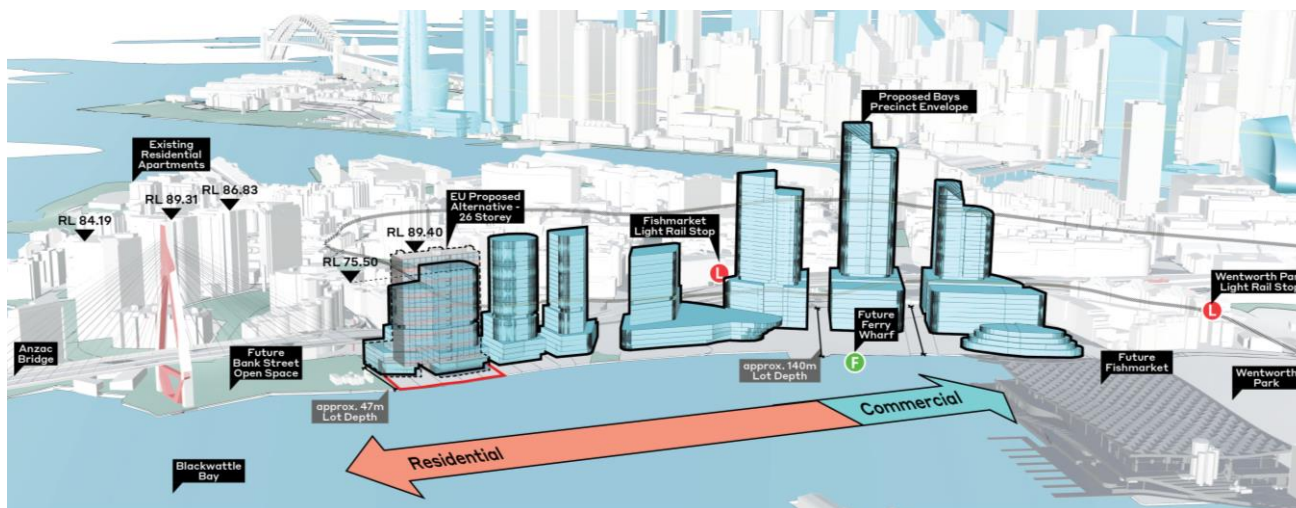 Proposed Bays
Precinct Envelope
Existing
Residential
Apartments
RL 86.83
RL 89.31
RL 84.19
EU Proposed
Alternative -
26 Storey
RL 89.40
RL 75.50
Fishmarket
Light Rail Stop
L
Wentworth Park
Light Rail Stop
L
Future
Ferry
Wharf
F
Anzac
Bridge
Future
Bank Street
Open Space
approx. 47m
Lot Depth
approx. 140m
Lot Depth
Future
Fishmarket
Wentworth
Park
Commercial
Residential
Blackwattle
Bay